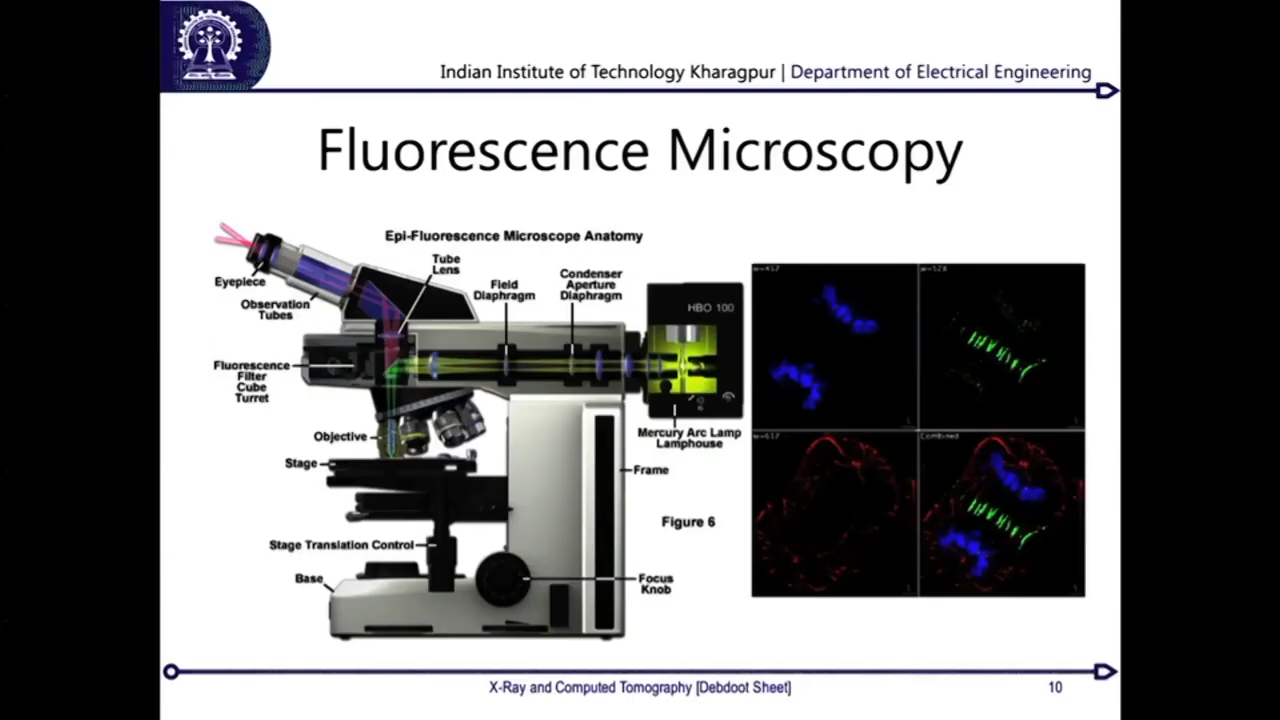 Indian Institute of Technology Kharagpur | Department of Electrical Engineering
Fluorescence Microscopy
Epi-Fluorescence Microscope Anatomy
Tube
Lens
Eyepiece
Observation
Tubes
Field
Diaphragm
Condenser
Aperture
Diaphragm
HBO 100
Fluorescence
Filter
Cube
Turret
Objective
Mercury Arc Lamp
Lamphouse
Stage
Frame
Figure 6
Stage Translation Control
Base
Focus
Knob
Combined
X-Ray and Computed Tomography [Debdoot Sheet]
10